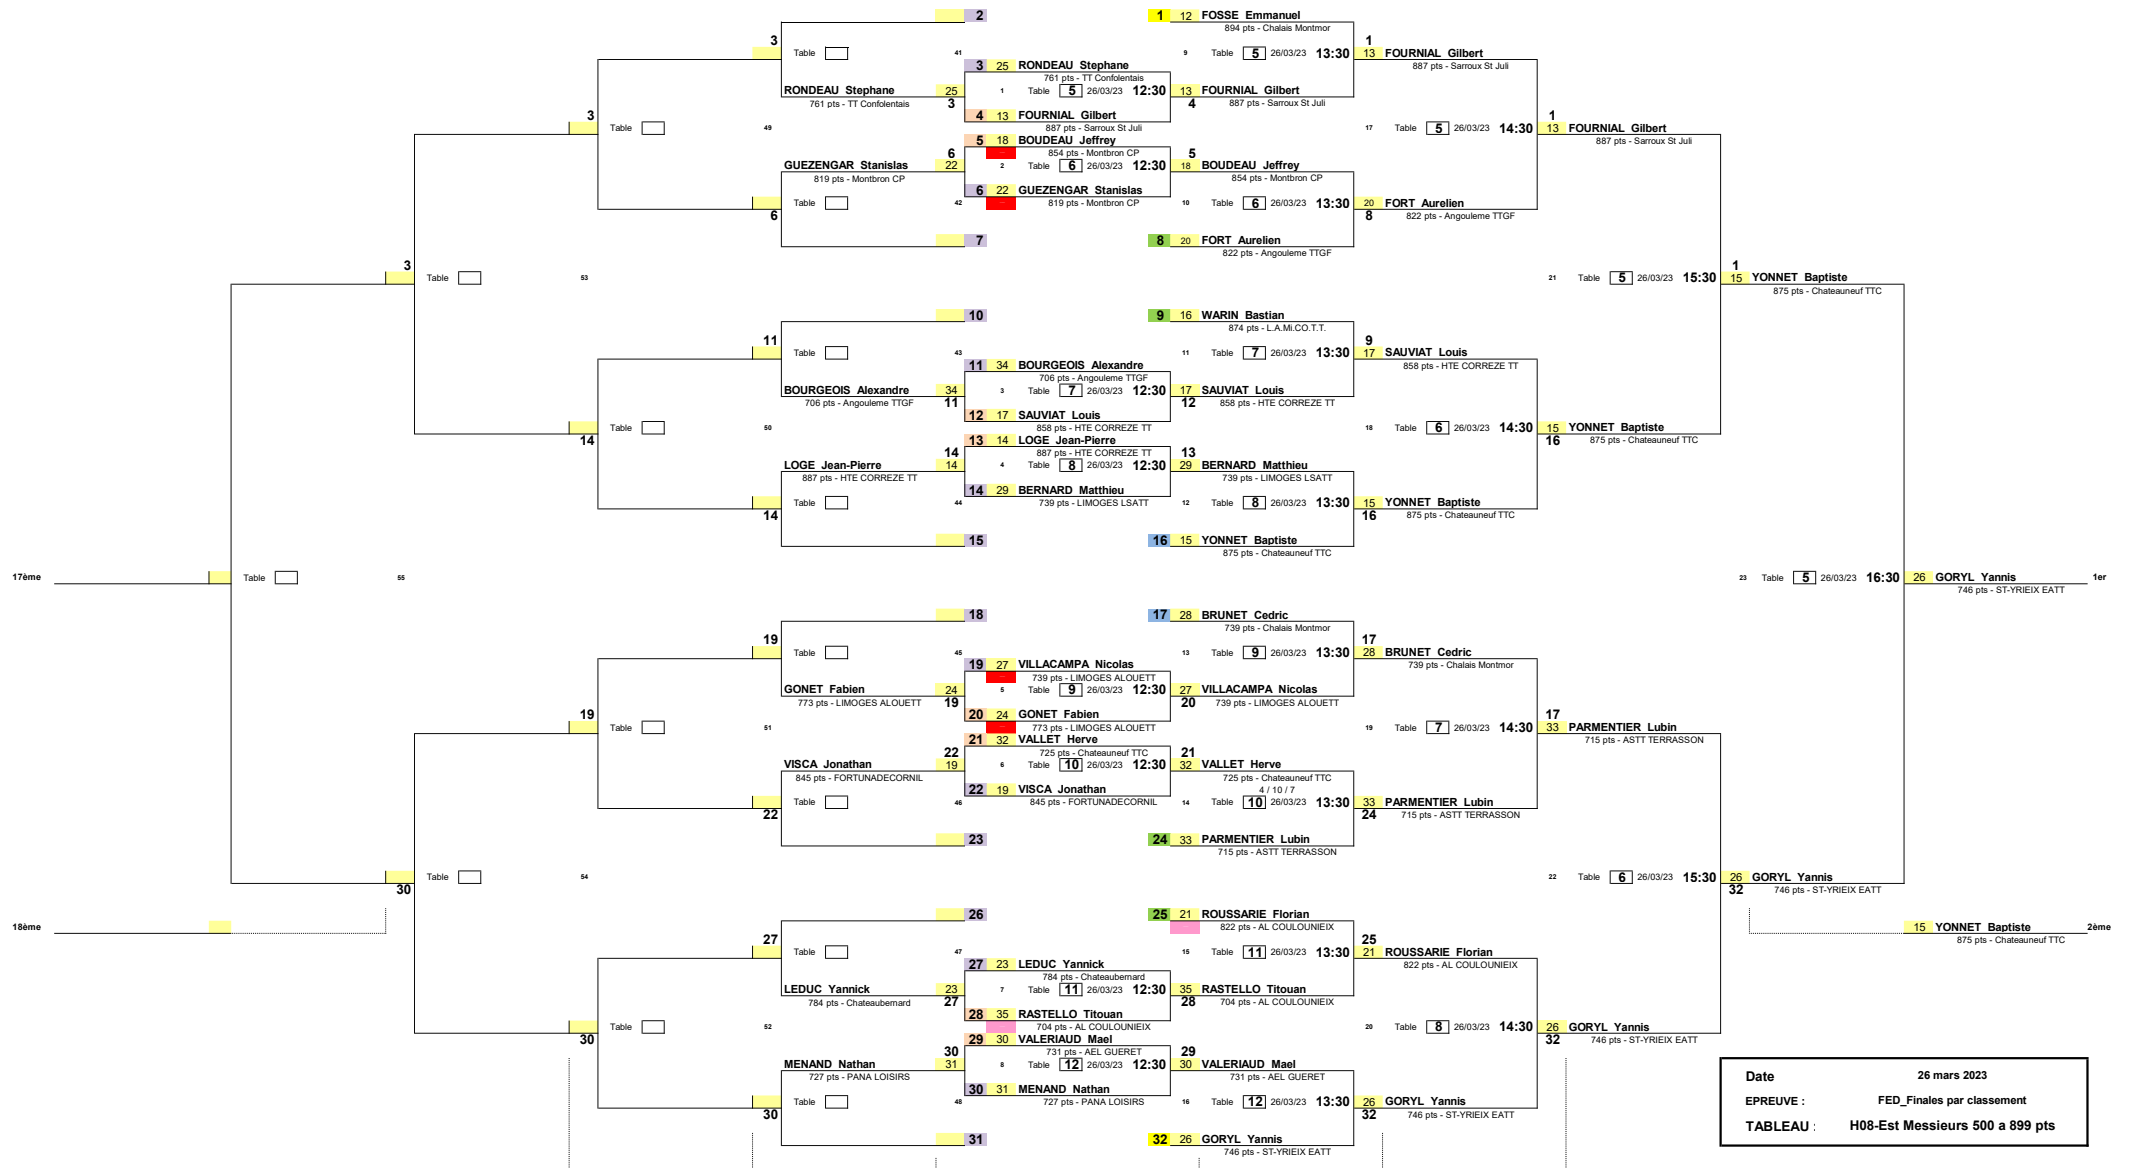 2 1 12 FOSSE Emmanuel
894 pts - Chalais Montmor
3 1
Table 41 9 Table 5 26/03/23 13:30 13 FOURNIAL Gilbert
3 25 RONDEAU Stephane 887 pts - Sarroux St Juli
761 pts - TT Confolentais
RONDEAU Stephane 25 1 Table 5 26/03/23 12:30 13 FOURNIAL Gilbert
761 pts - TT Confolentais 3 4 887 pts - Sarroux St Juli
3 4 13 FOURNIAL Gilbert 1
Table 49 887 pts - Sarroux St Juli 17 Table 5 26/03/23 14:30 13 FOURNIAL Gilbert
5 18 BOUDEAU Jeffrey 887 pts - Sarroux St Juli
6 854 pts - Montbron CP 5
GUEZENGAR Stanislas 22 2 Table 6 26/03/23 12:30 18 BOUDEAU Jeffrey
819 pts - Montbron CP 854 pts - Montbron CP
6 22 GUEZENGAR Stanislas
Table 42 819 pts - Montbron CP 10 Table 6 26/03/23 13:30 20 FORT Aurelien
6 8 822 pts - Angouleme TTGF
7 8 20 FORT Aurelien
822 pts - Angouleme TTGF
3 1
Table 53 21 Table 5 26/03/23 15:30 15 YONNET Baptiste
875 pts - Chateauneuf TTC
10 9 16 WARIN Bastian
874 pts - L.A.Mi.CO.T.T.
11 9
Table 43 11 Table 7 26/03/23 13:30 17 SAUVIAT Louis
11 34 BOURGEOIS Alexandre 858 pts - HTE CORREZE TT
706 pts - Angouleme TTGF
BOURGEOIS Alexandre 34 3 Table 7 26/03/23 12:30 17 SAUVIAT Louis
706 pts - Angouleme TTGF 11 12 858 pts - HTE CORREZE TT
12 17 SAUVIAT Louis
Table 50 858 pts - HTE CORREZE TT 18 Table 6 26/03/23 14:30 15 YONNET Baptiste
14 13 14 LOGE Jean-Pierre 16 875 pts - Chateauneuf TTC
14 887 pts - HTE CORREZE TT 13
LOGE Jean-Pierre 14 4 Table 8 26/03/23 12:30 29 BERNARD Matthieu
887 pts - HTE CORREZE TT 739 pts - LIMOGES LSATT
14 29 BERNARD Matthieu
Table 44 739 pts - LIMOGES LSATT 12 Table 8 26/03/23 13:30 15 YONNET Baptiste
14 16 875 pts - Chateauneuf TTC
15 16 15 YONNET Baptiste
875 pts - Chateauneuf TTC
17ème Table 55 23 Table 5 26/03/23 16:30 26 GORYL Yannis 1er
746 pts - ST-YRIEIX EATT
18 17 28 BRUNET Cedric
739 pts - Chalais Montmor
19 17
Table 45 13 Table 9 26/03/23 13:30 28 BRUNET Cedric
19 27 VILLACAMPA Nicolas 739 pts - Chalais Montmor
739 pts - LIMOGES ALOUETT
GONET Fabien 24 5 Table 9 26/03/23 12:30 27 VILLACAMPA Nicolas
773 pts - LIMOGES ALOUETT 19 20 739 pts - LIMOGES ALOUETT
19 20 24 GONET Fabien 17
Table 51 773 pts - LIMOGES ALOUETT 19 Table 7 26/03/23 14:30 33 PARMENTIER Lubin
21 32 VALLET Herve 715 pts - ASTT TERRASSON
22 725 pts - Chateauneuf TTC 21
VISCA Jonathan 19 6 Table 10 26/03/23 12:30 32 VALLET Herve
845 pts - FORTUNADECORNIL 725 pts - Chateauneuf TTC
22 19 VISCA Jonathan 4 / 10 / 7
Table 46 845 pts - FORTUNADECORNIL 14 Table 10 26/03/23 13:30 33 PARMENTIER Lubin
22 24 715 pts - ASTT TERRASSON
23 24 33 PARMENTIER Lubin
715 pts - ASTT TERRASSON
Table 54 22 Table 6 26/03/23 15:30 26 GORYL Yannis
30 32 746 pts - ST-YRIEIX EATT
26 25 21 ROUSSARIE Florian
18ème 822 pts - AL COULOUNIEIX 15 YONNET Baptiste 2ème
27 25 875 pts - Chateauneuf TTC
Table 47 15 Table 11 26/03/23 13:30 21 ROUSSARIE Florian
27 23 LEDUC Yannick 822 pts - AL COULOUNIEIX
784 pts - Chateaubernard
LEDUC Yannick 23 7 Table 11 26/03/23 12:30 35 RASTELLO Titouan
784 pts - Chateaubernard 27 28 704 pts - AL COULOUNIEIX
28 35 RASTELLO Titouan
Table 52 704 pts - AL COULOUNIEIX 20 Table 8 26/03/23 14:30 26 GORYL Yannis
30 29 30 VALERIAUD Mael 32 746 pts - ST-YRIEIX EATT
30 731 pts - AEL GUERET 29
MENAND Nathan 31 8 Table 12 26/03/23 12:30 30 VALERIAUD Mael
727 pts - PANA LOISIRS 731 pts - AEL GUERET
30 31 MENAND Nathan
Table 48 727 pts - PANA LOISIRS 16 Table 12 26/03/23 13:30 26 GORYL Yannis
30 32 746 pts - ST-YRIEIX EATT
31 32 26 GORYL Yannis
746 pts - ST-YRIEIX EATT
Date 26 mars 2023
EPREUVE : FED_Finales par classement
TABLEAU : H08-Est Messieurs 500 a 899 pts